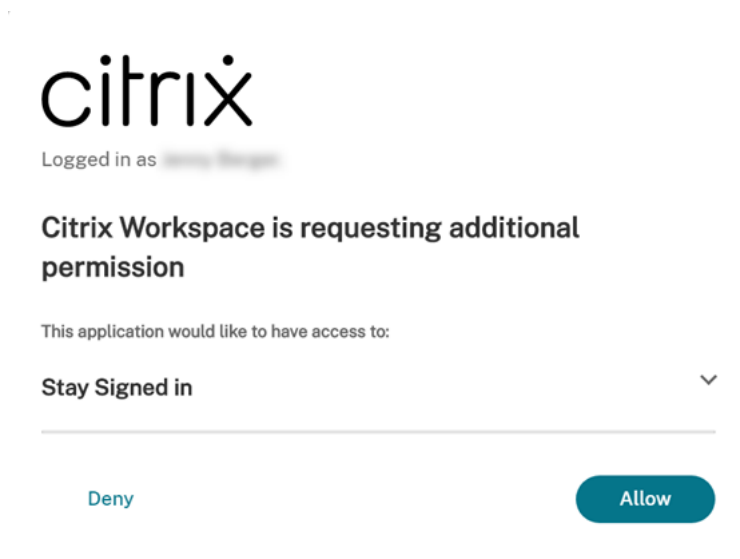 citrix
Logged in as
Citrix Workspace is requesting additional
permission
This application would like to have access to:
Stay Signed in
Deny
Allow